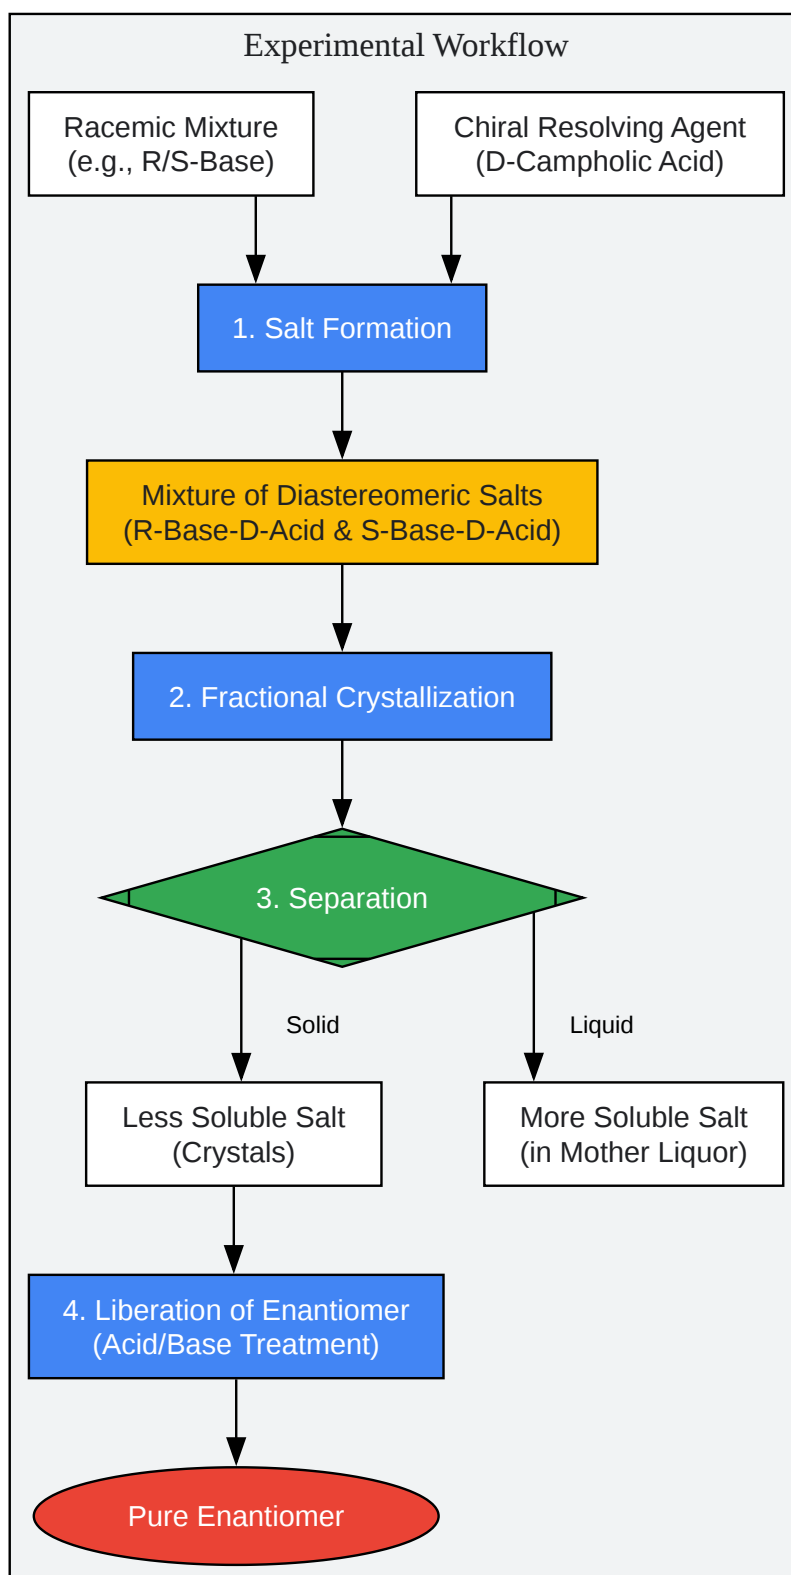 Experimental Workflow
Racemic Mixture
(e.g., R/S-Base)
Chiral Resolving Agent
(D-Campholic Acid)
1. Salt Formation
Mixture of Diastereomeric Salts
(R-Base-D-Acid & S-Base-D-Acid)
2. Fractional Crystallization
3. Separation
Solid
Liquid
Less Soluble Salt
(Crystals)
More Soluble Salt
(in Mother Liquor)
4. Liberation of Enantiomer
(Acid/Base Treatment)
Pure Enantiomer